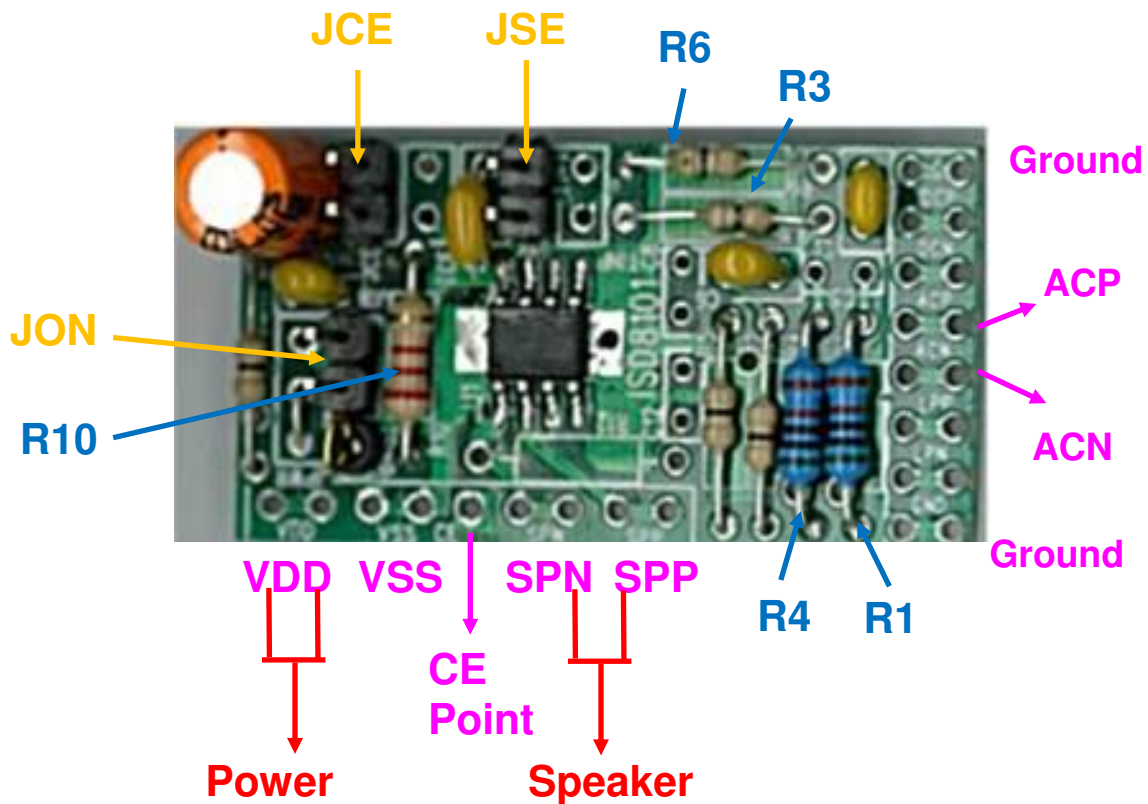 JCE
JSE
R6
R3
Ground
ACP
JON
R10
ACN
Ground
VDD
VSS
SPN
SPP
R4
R1
CE
Point
Power
Speaker